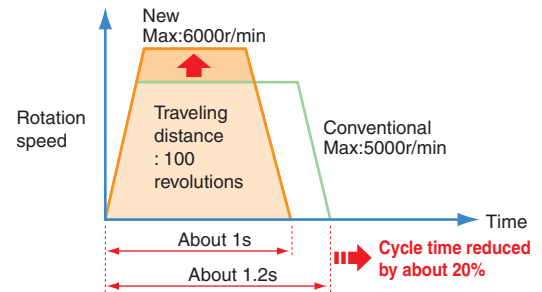 New
Max:6000r/min
Rotation
speed
Traveling
distance
: 100
revolutions
Conventional
Max:5000r/min
Time
About 1s
About 1.2s
Cycle time reduced
by about 20%